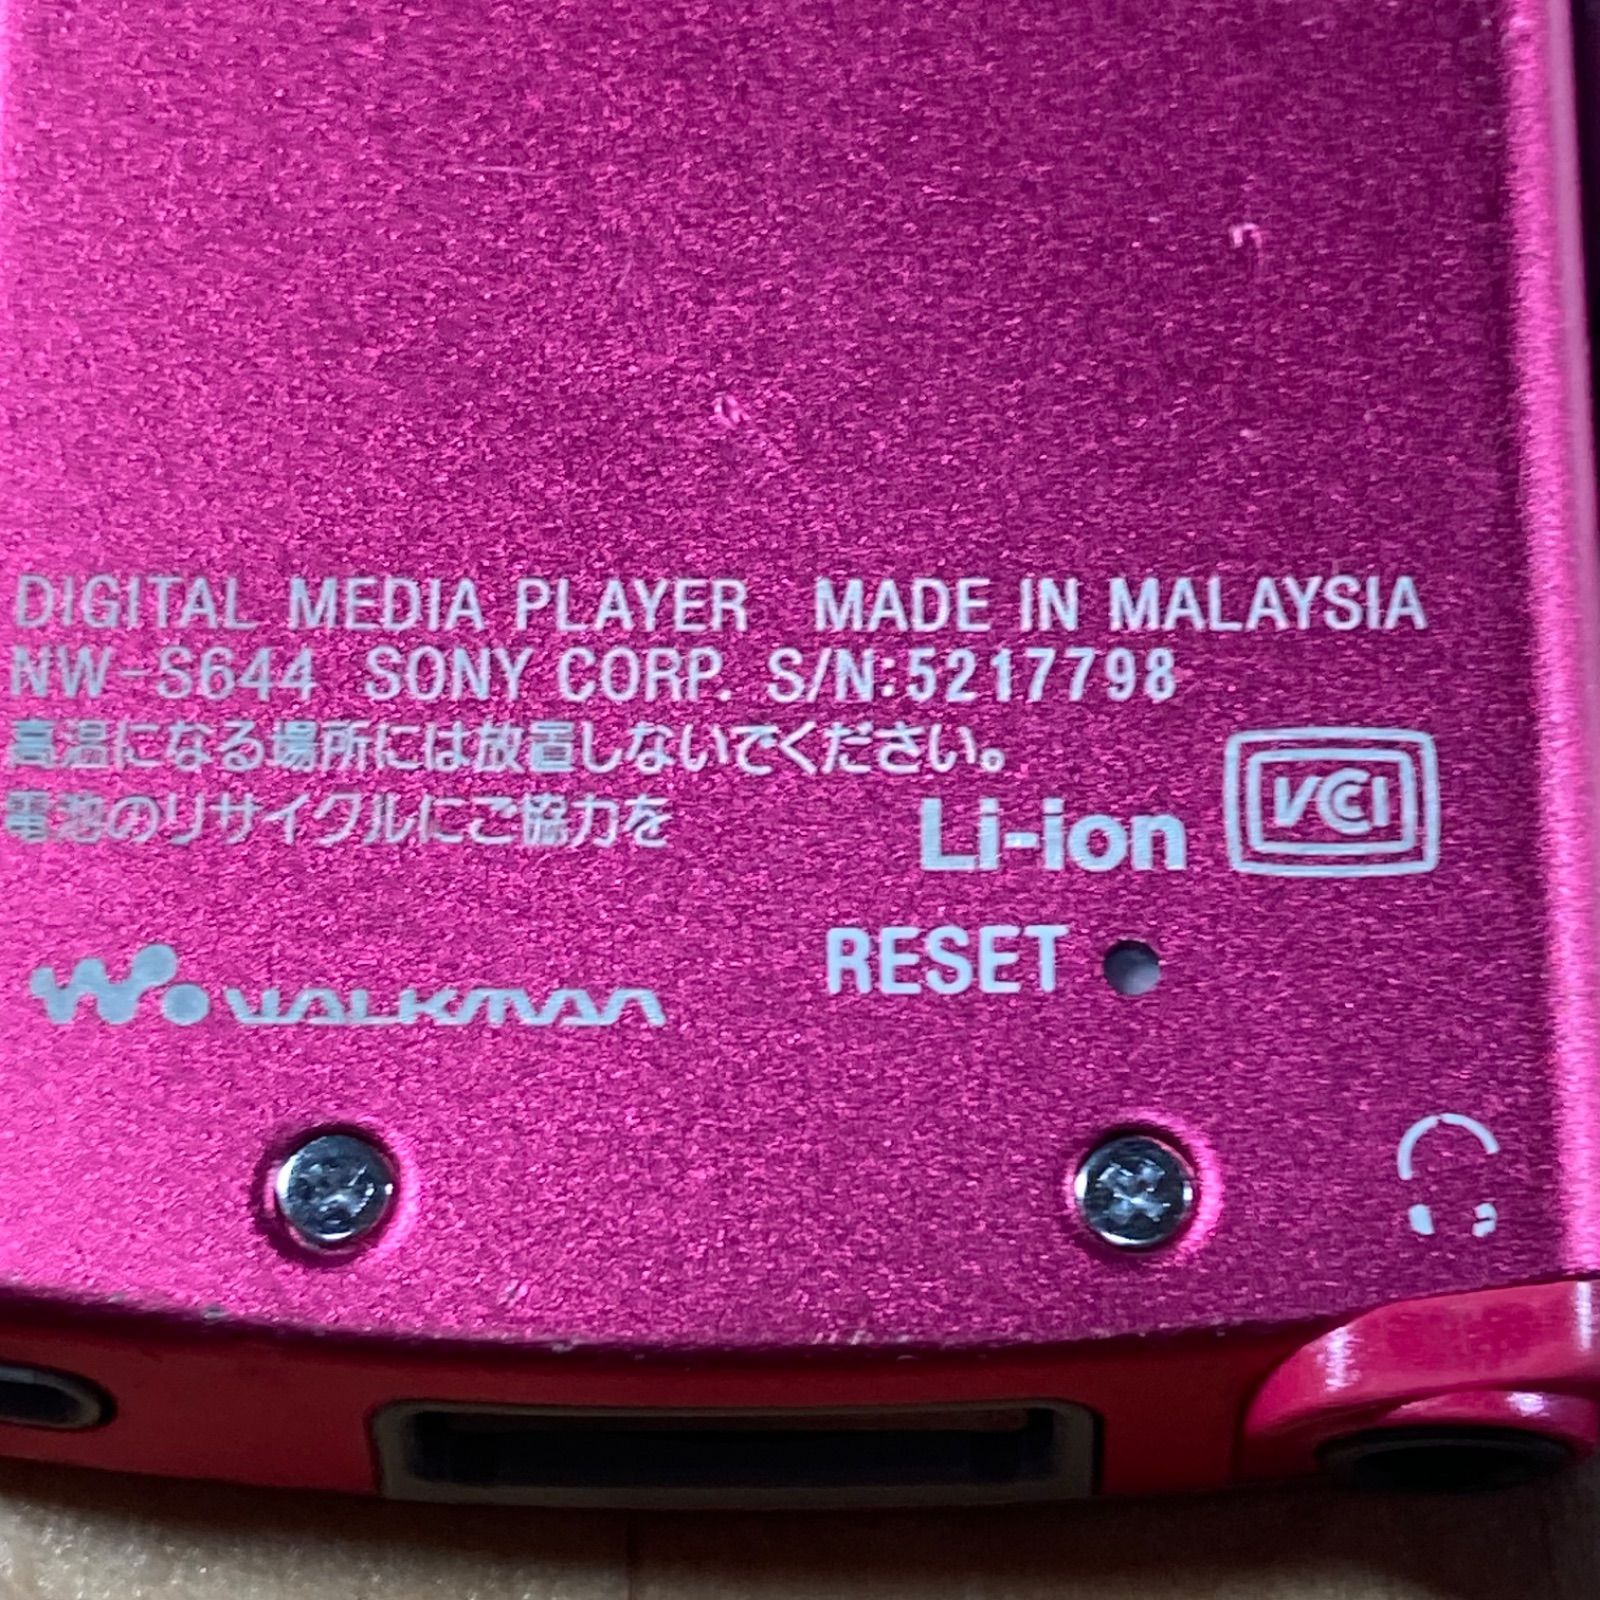 DIGITAL MEDIA PLAYER MADE IN MALAYSIA
NW-S644 SONY CORP. S/N:5217798
高温になる場所には放置しないでください。
電池のリサイクルにご協力を
Li-ion VCCI
RESET
WALKMAN